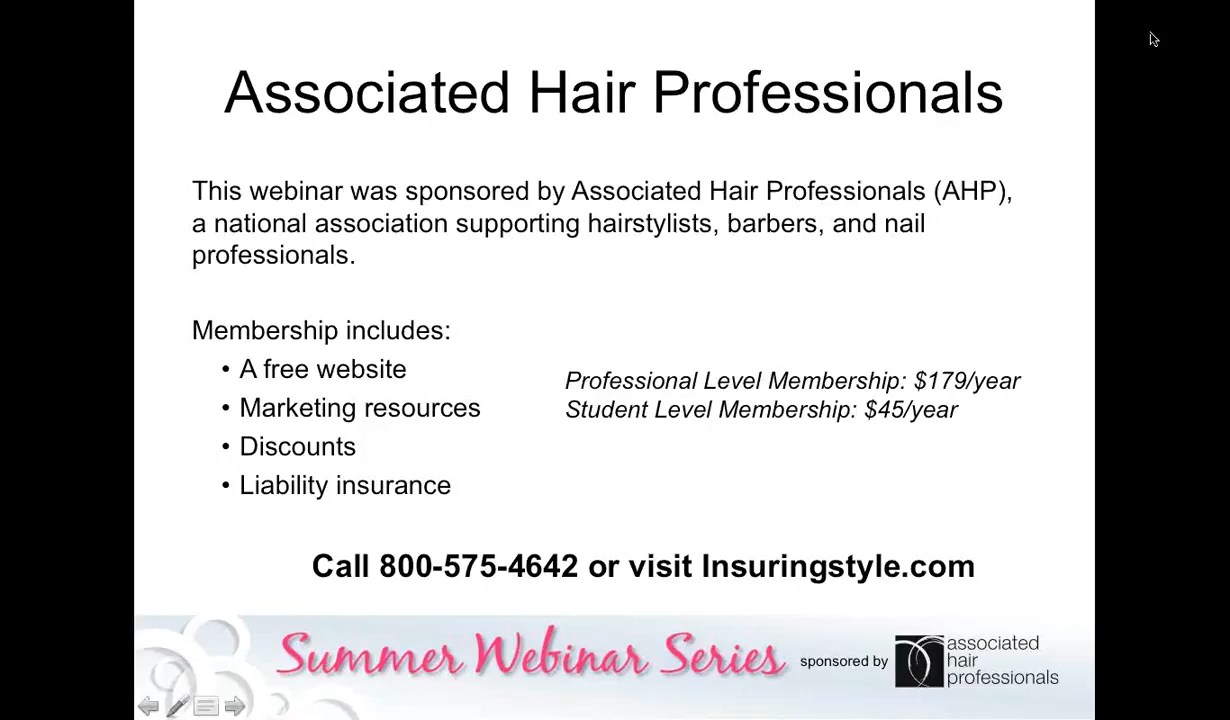 Associated Hair Professionals
This webinar was sponsored by Associated Hair Professionals (AHP),
a national association supporting hairstylists, barbers, and nail
professionals.
Membership includes:
• A free website
• Marketing resources
• Discounts
• Liability insurance
Professional Level Membership: $179/year
Student Level Membership: $45/year
Call 800-575-4642 or visit Insuringstyle.com
Summer Webinar Series
sponsored by
associated
hair
professionals